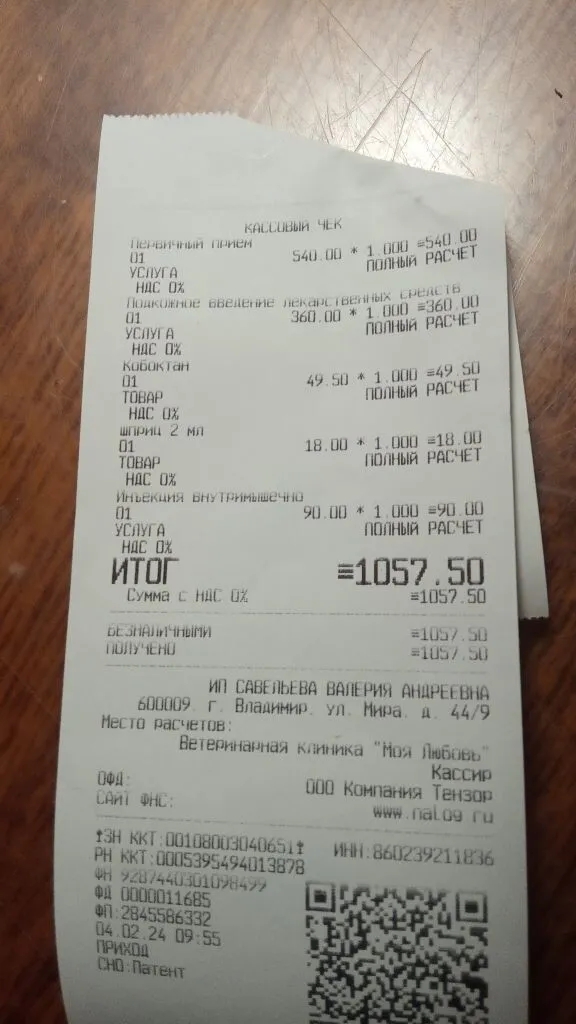 КАССОВЫЙ ЧЕК
Первичный прием
01 540.00 * 1.000 ≡540.00
УСЛУГА ПОЛНЫЙ РАСЧЕТ
НДС 0%
Подкожное введение лекарственных средств
01 360.00 * 1.000 ≡360.00
УСЛУГА ПОЛНЫЙ РАСЧЕТ
НДС 0%
Кобоктан
01 49.50 * 1.000 ≡49.50
ТОВАР ПОЛНЫЙ РАСЧЕТ
НДС 0%
шприц 2 мл
01 18.00 * 1.000 ≡18.00
ТОВАР ПОЛНЫЙ РАСЧЕТ
НДС 0%
Инъекция внутримышечно
01 90.00 * 1.000 ≡90.00
УСЛУГА ПОЛНЫЙ РАСЧЕТ
НДС 0%
ИТОГ ≡1057.50
Сумма с НДС 0% ≡1057.50
БЕЗНАЛИЧНЫМИ ≡1057.50
ПОЛУЧЕНО ≡1057.50
ИП САВЕЛЬЕВА ВАЛЕРИЯ АНДРЕЕВНА
600009. г. Владимир. ул. Мира. д. 44/9
Место расчетов:
Ветеринарная клиника "Моя Любовь"
Кассир
ОФД: ООО Компания Тензор
САЙТ ФНС: www.nalog.ru
ЗН ККТ:00108003040651 ИНН:860239211836
РН ККТ:0005395494013878
ФН 9287440301098499
ФД 0000011685
ФП:2845586332
04.02.24 09:55
ПРИХОД
СНО:Патент